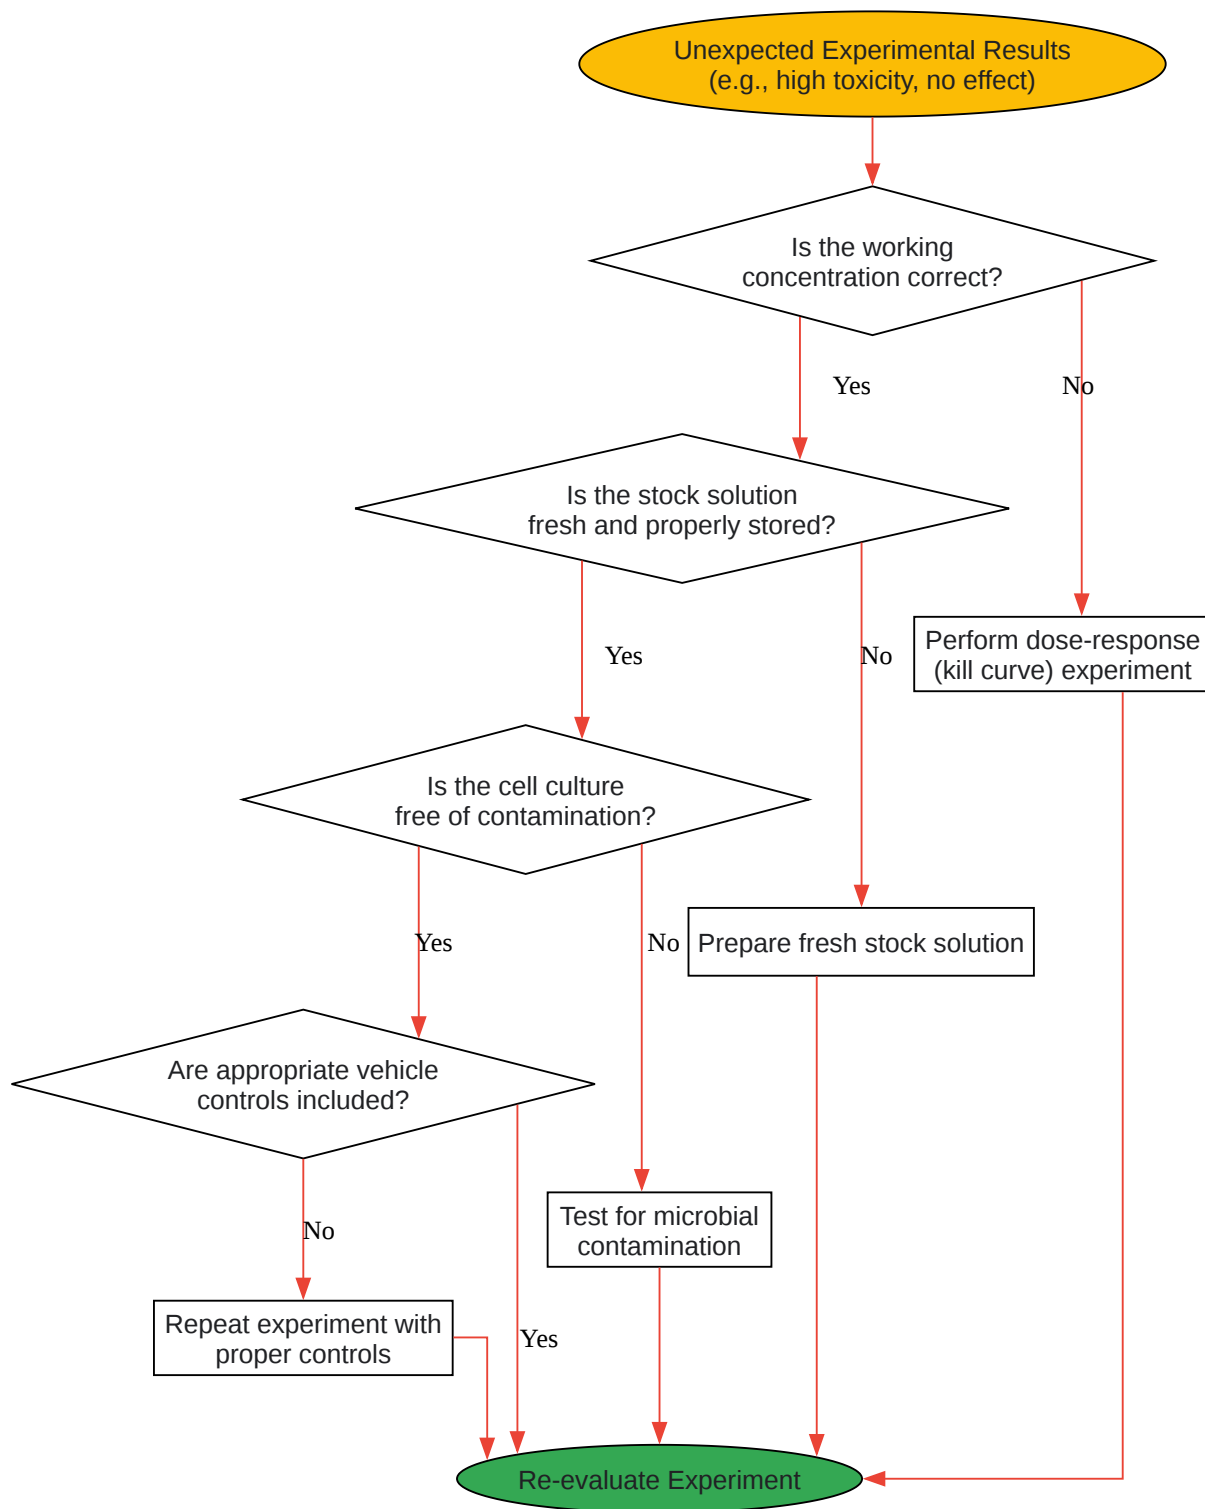 Unexpected Experimental Results
(e.g., high toxicity, no effect)
Is the working
concentration correct?
Yes
No
Is the stock solution
fresh and properly stored?
Yes
No
Perform dose-response
(kill curve) experiment
Is the cell culture
free of contamination?
Yes
No
Prepare fresh stock solution
Are appropriate vehicle
controls included?
No
Test for microbial
contamination
Repeat experiment with
proper controls
Yes
Re-evaluate Experiment